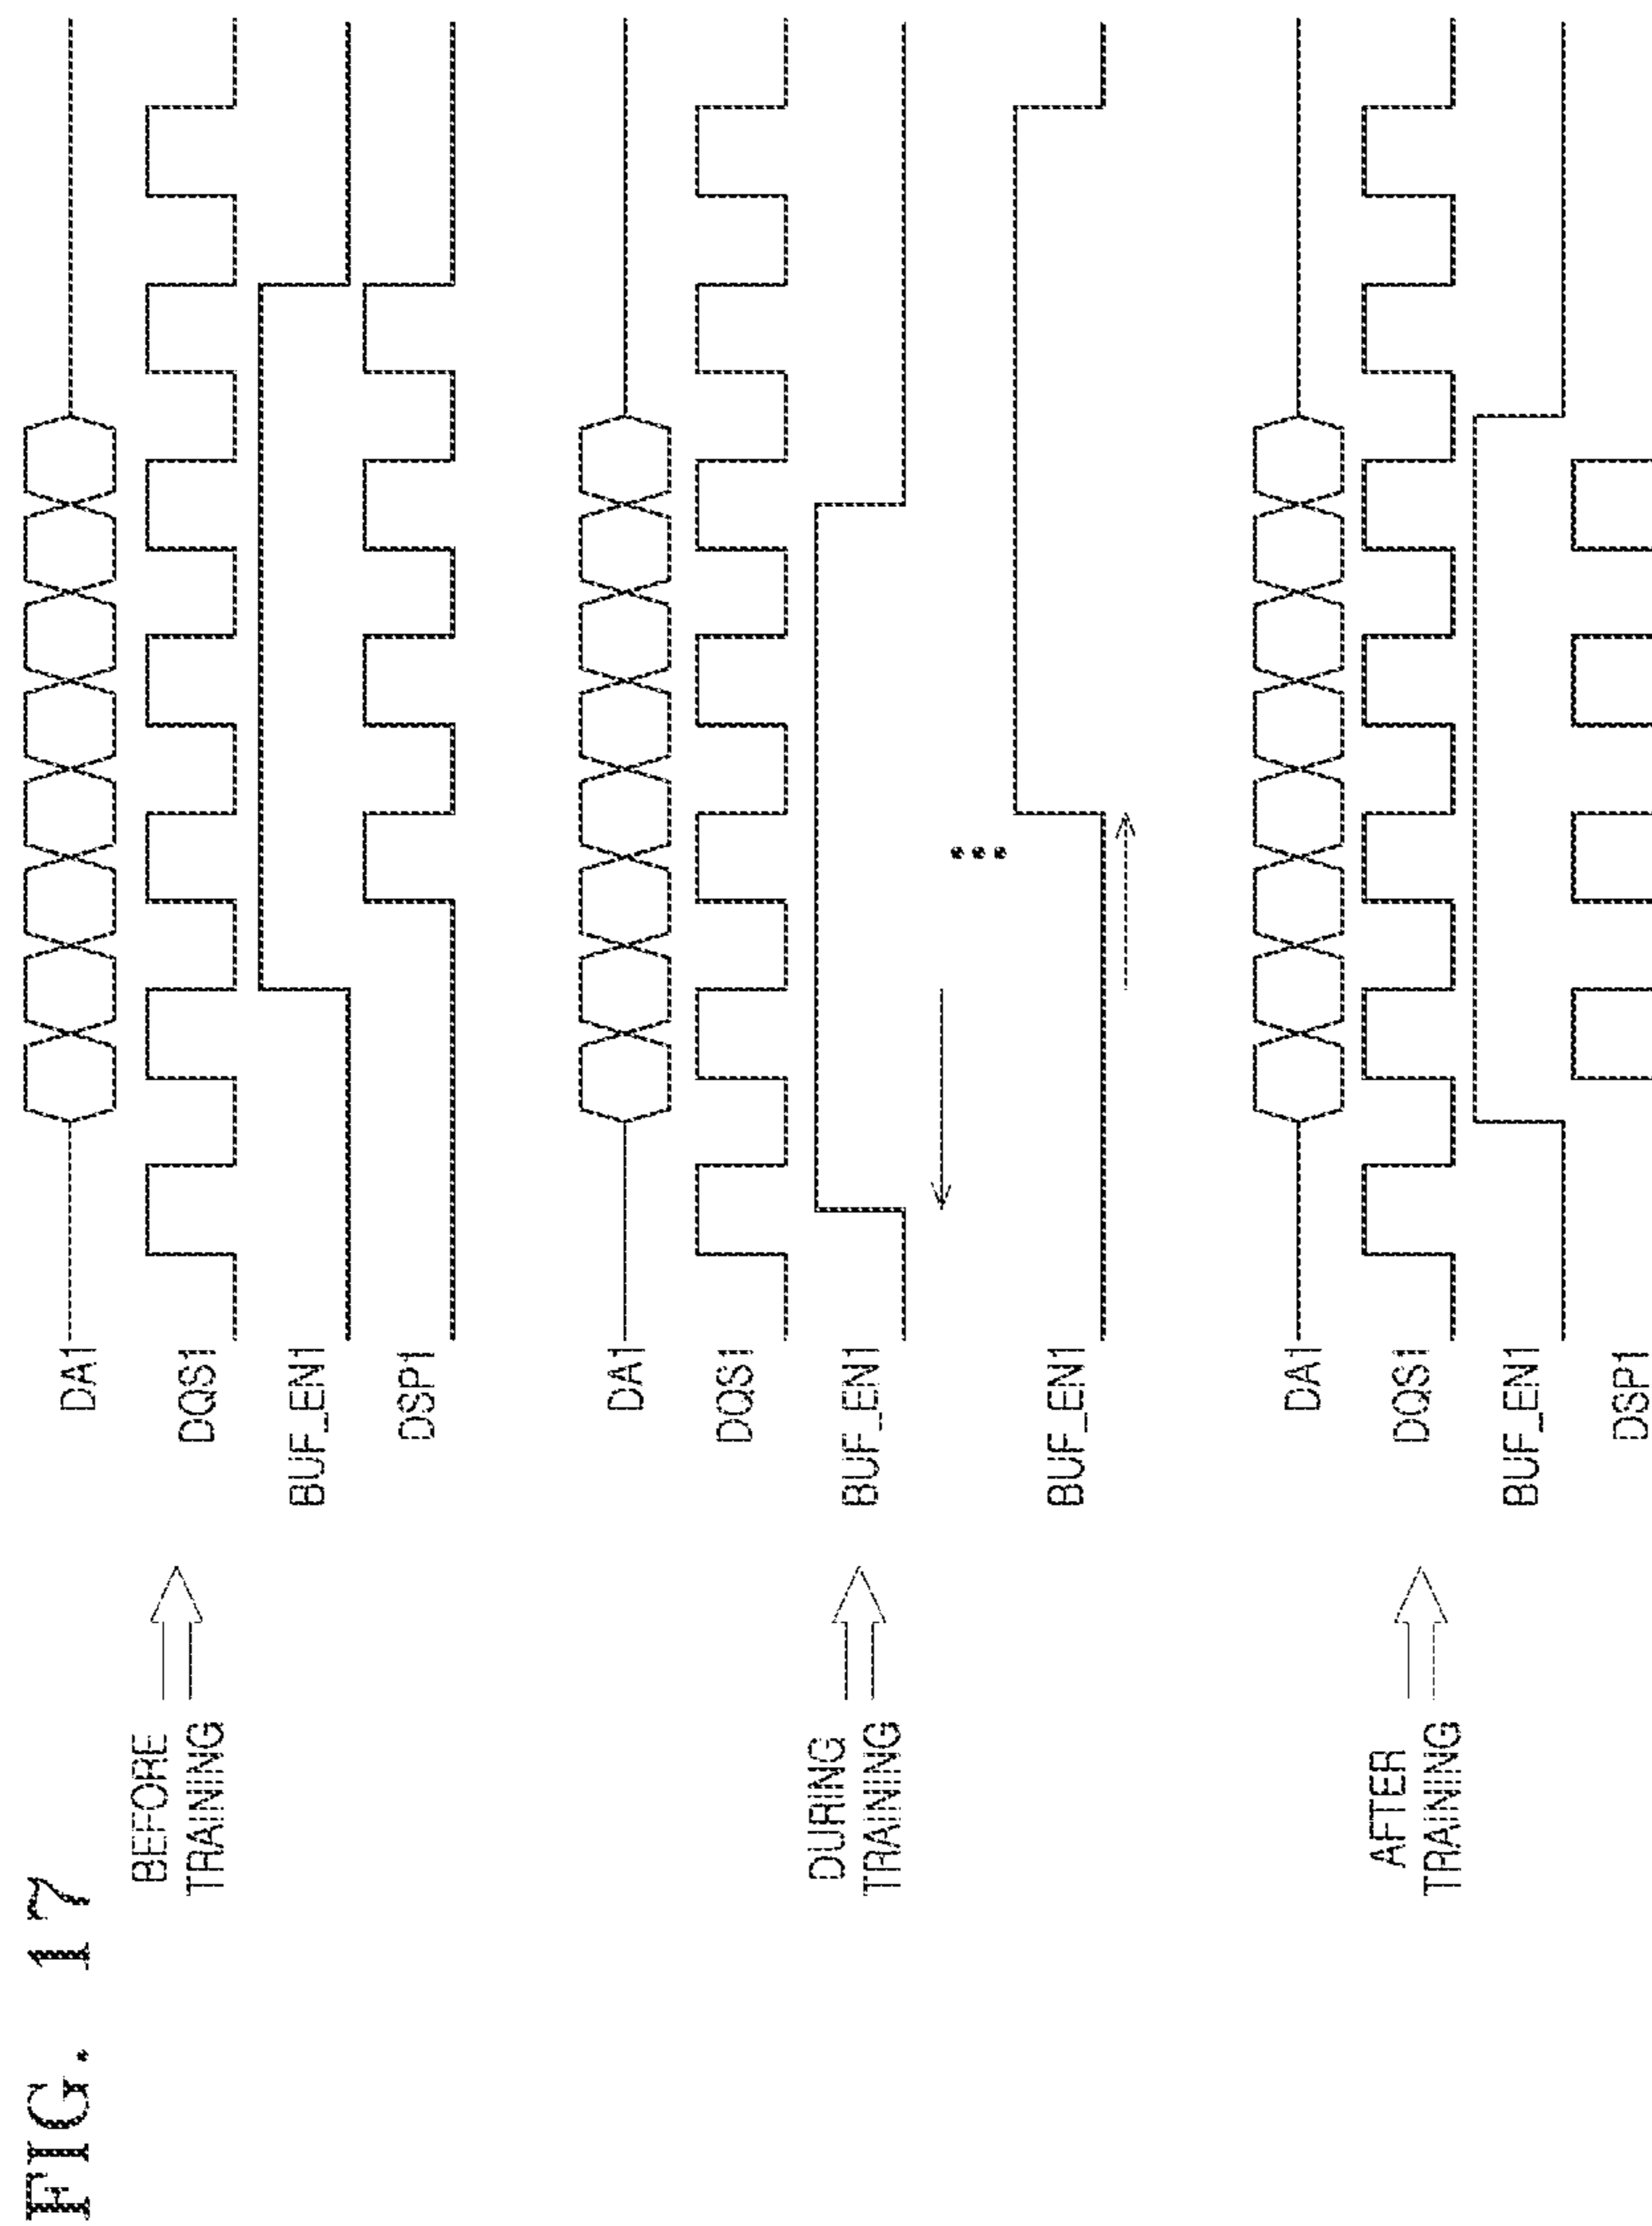 FIG. 17
BEFORE
TRAINING
DA1
DQS1
BUF_EN1
DSP1
DURING
TRAINING
DA1
DQS1
BUF_EN1
BUF_EN1
AFTER
TRAINING
DA1
DQS1
BUF_EN1
DSP1